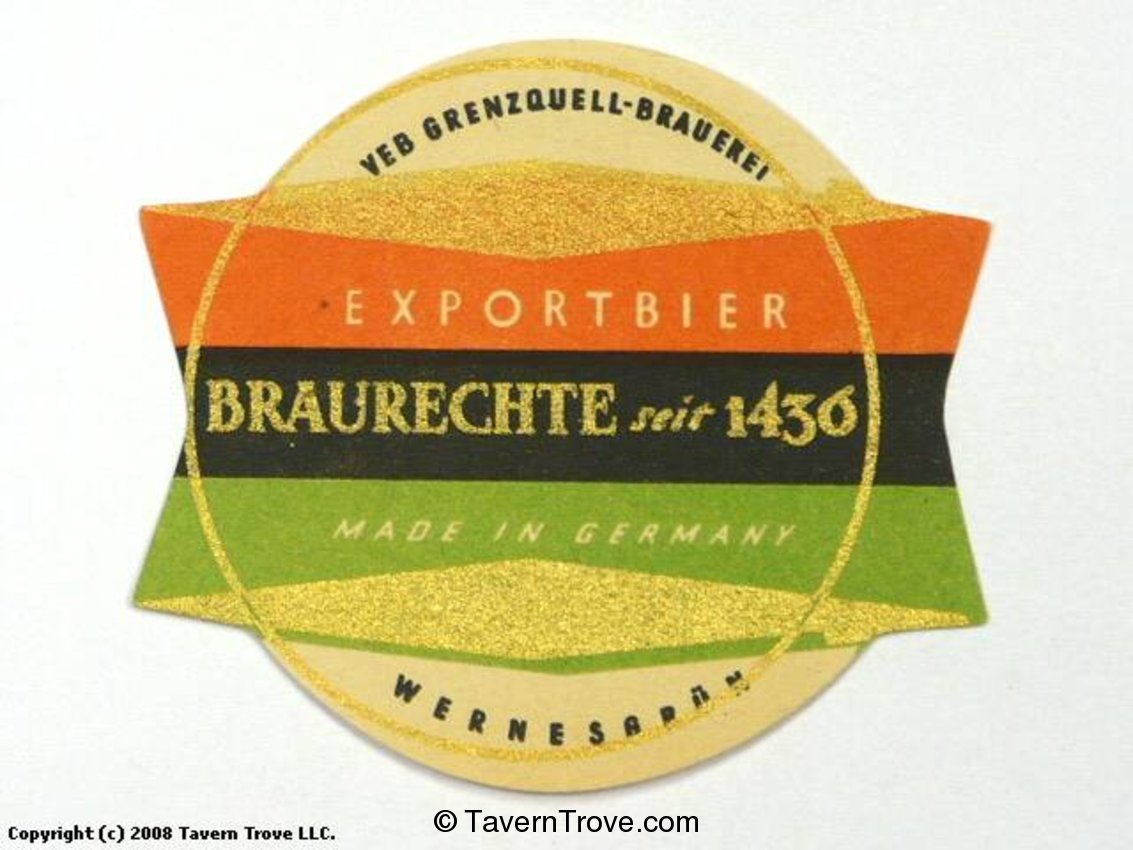 VEB GRENZQUELL-BRAUEREI
EXPORTBIER
BRAURECHTE seit 1436
MADE IN GERMANY
WERNESGRÜN
Copyright (c) 2008 Tavern Trove LLC.
© TavernTrove.com